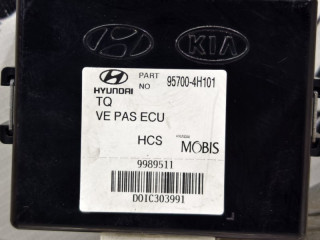 KIA
HYUNDAI
PART NO 95700-4H101
TQ
VE PAS ECU
HCS
MOBIS
9989511
D01C303991